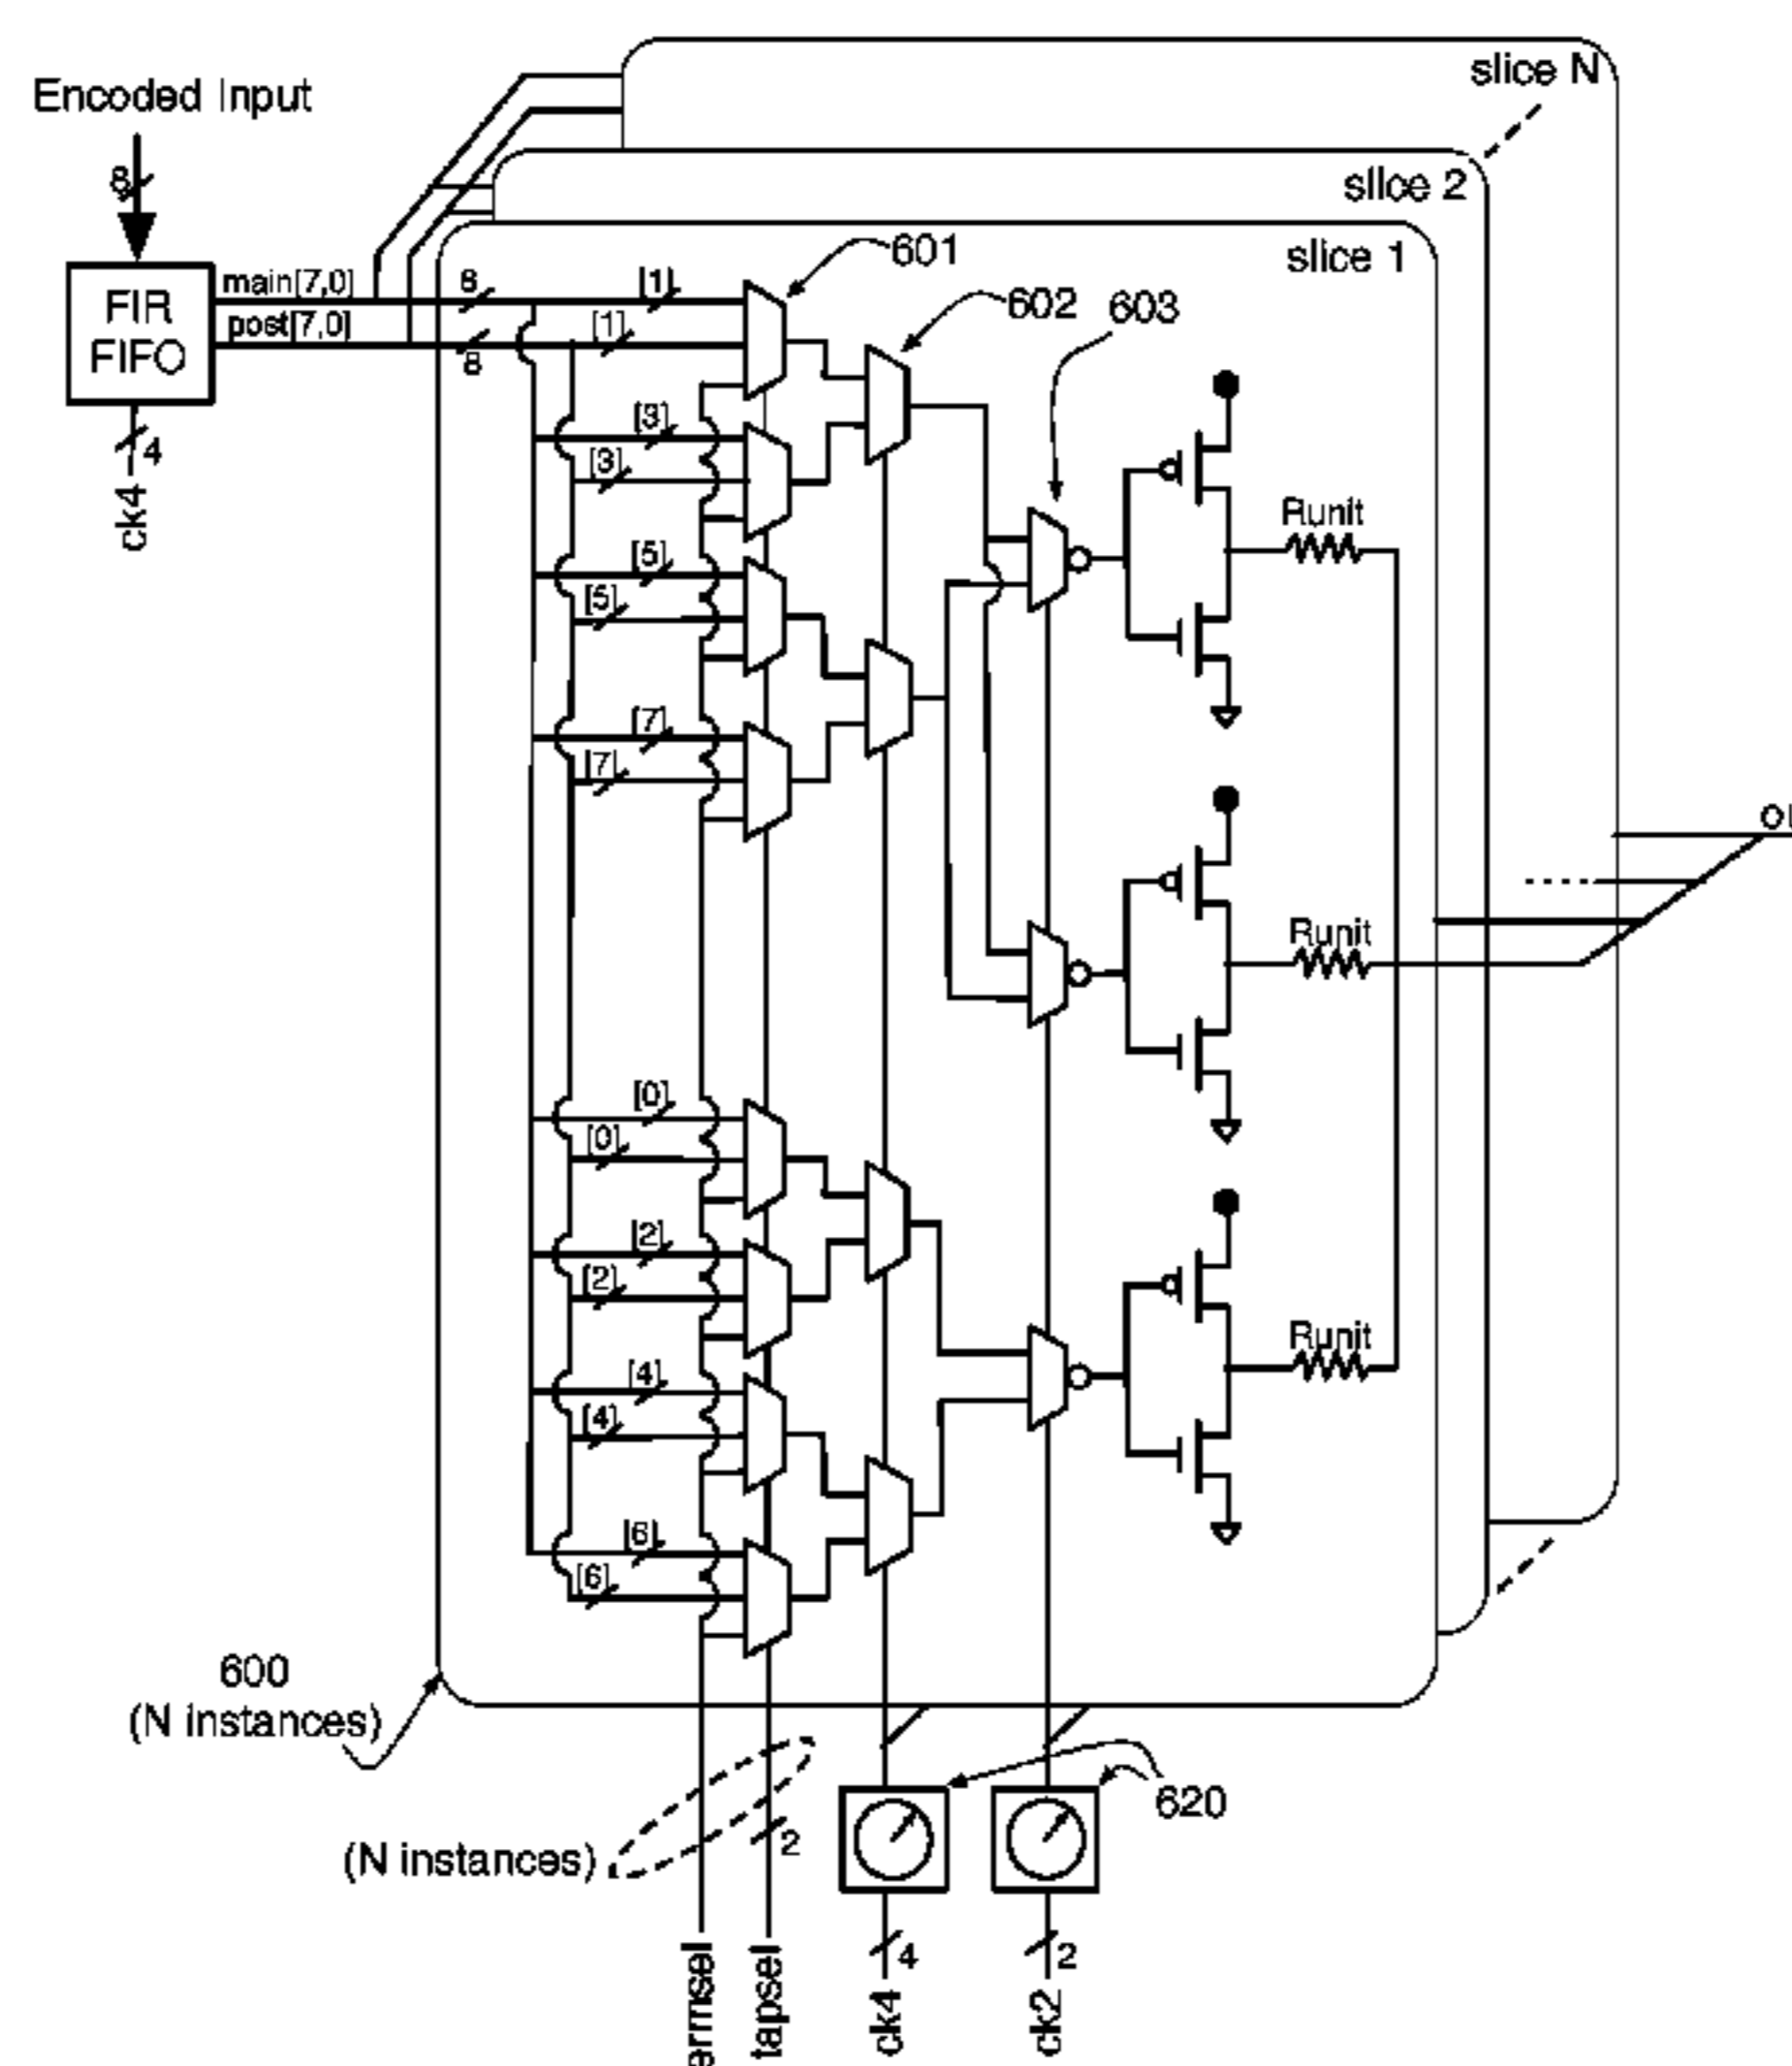 slice N
Encoded Input
8
slice 2
slice 1
601
main[7,0]
8
[1]
FIR
FIFO
post[7,0]
8
[1]
602
603
4
ck4
[3]
[3]
Runit
[5]
[5]
[7]
[7]
Runit
[0]
[0]
[2]
[2]
Runit
[4]
[4]
[6]
[6]
600
(N instances)
620
(N instances)
2
4
2
tapsel
ck4
ck2